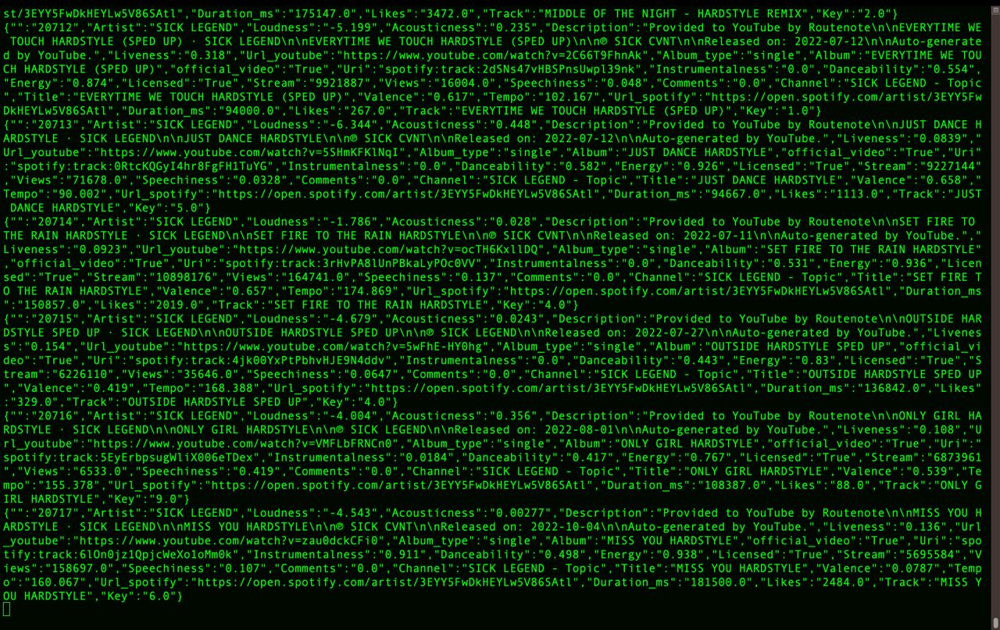 st/3EYY5FwDkHEYLw5V86SAtl","Duration_ms":"175147.0","Likes":"3472.0","Track":"MIDDLE OF THE NIGHT - HARDSTYLE REMIX","Key":"2.0"}
{"":"20712","Artist":"SICK LEGEND","Loudness":"-5.199","Acousticness":"0.235","Description":"Provided to YouTube by Routenote\n\nEVERYTIME WE
 TOUCH HARDSTYLE (SPED UP) · SICK LEGEND\n\nEVERYTIME WE TOUCH HARDSTYLE (SPED UP)\n\n℗ SICK CVNT\n\nReleased on: 2022-07-12\n\nAuto-generate
d by YouTube.","Liveness":"0.318","Url_youtube":"https://www.youtube.com/watch?v=2C66T9FhnAk","Album_type":"single","Album":"EVERYTIME WE TOU
CH HARDSTYLE (SPED UP)","official_video":"True","Uri":"spotify:track:2dSNs47vHBSPnsUwpl39nk","Instrumentalness":"0.0","Danceability":"0.554",
"Energy":"0.874","Licensed":"True","Stream":"9921887","Views":"16004.0","Speechiness":"0.048","Comments":"0.0","Channel":"SICK LEGEND - Topic
","Title":"EVERYTIME WE TOUCH HARDSTYLE (SPED UP)","Valence":"0.617","Tempo":"102.167","Url_spotify":"https://open.spotify.com/artist/3EYY5Fw
DkHEYLw5V86SAtl","Duration_ms":"94000.0","Likes":"267.0","Track":"EVERYTIME WE TOUCH HARDSTYLE (SPED UP)","Key":"1.0"}
{"":"20713","Artist":"SICK LEGEND","Loudness":"-6.344","Acousticness":"0.448","Description":"Provided to YouTube by Routenote\n\nJUST DANCE H
ARDSTYLE · SICK LEGEND\n\nJUST DANCE HARDSTYLE\n\n℗ SICK CVNT\n\nReleased on: 2022-07-12\n\nAuto-generated by YouTube.","Liveness":"0.0839","
Url_youtube":"https://www.youtube.com/watch?v=5SHmKFKlNqI","Album_type":"single","Album":"JUST DANCE HARDSTYLE","official_video":"True","Uri"
:"spotify:track:0RtcKQGyI4hr8FgFH1TuYG","Instrumentalness":"0.0","Danceability":"0.582","Energy":"0.926","Licensed":"True","Stream":"9227144"
,"Views":"71678.0","Speechiness":"0.0328","Comments":"0.0","Channel":"SICK LEGEND - Topic","Title":"JUST DANCE HARDSTYLE","Valence":"0.658","
Tempo":"90.002","Url_spotify":"https://open.spotify.com/artist/3EYY5FwDkHEYLw5V86SAtl","Duration_ms":"94667.0","Likes":"1113.0","Track":"JUST
 DANCE HARDSTYLE","Key":"5.0"}
{"":"20714","Artist":"SICK LEGEND","Loudness":"-1.786","Acousticness":"0.028","Description":"Provided to YouTube by Routenote\n\nSET FIRE TO 
THE RAIN HARDSTYLE · SICK LEGEND\n\nSET FIRE TO THE RAIN HARDSTYLE\n\n℗ SICK CVNT\n\nReleased on: 2022-07-11\n\nAuto-generated by YouTube.","
Liveness":"0.0923","Url_youtube":"https://www.youtube.com/watch?v=ocTH6KxllDQ","Album_type":"single","Album":"SET FIRE TO THE RAIN HARDSTYLE"
,"official_video":"True","Uri":"spotify:track:3rHvPA8lUnPBkaLyPOc0VV","Instrumentalness":"0.0","Danceability":"0.531","Energy":"0.936","Licen
sed":"True","Stream":"10898176","Views":"164741.0","Speechiness":"0.137","Comments":"0.0","Channel":"SICK LEGEND - Topic","Title":"SET FIRE T
O THE RAIN HARDSTYLE","Valence":"0.657","Tempo":"174.869","Url_spotify":"https://open.spotify.com/artist/3EYY5FwDkHEYLw5V86SAtl","Duration_ms
":"150857.0","Likes":"2019.0","Track":"SET FIRE TO THE RAIN HARDSTYLE","Key":"4.0"}
{"":"20715","Artist":"SICK LEGEND","Loudness":"-4.679","Acousticness":"0.0243","Description":"Provided to YouTube by Routenote\n\nOUTSIDE HAR
DSTYLE SPED UP · SICK LEGEND\n\nOUTSIDE HARDSTYLE SPED UP\n\n℗ SICK LEGEND\n\nReleased on: 2022-07-27\n\nAuto-generated by YouTube.","Livenes
s":"0.154","Url_youtube":"https://www.youtube.com/watch?v=5wFhE-HY0hg","Album_type":"single","Album":"OUTSIDE HARDSTYLE SPED UP","official_vi
deo":"True","Uri":"spotify:track:4jk00YxPtPbhvHJE9N4ddv","Instrumentalness":"0.0","Danceability":"0.443","Energy":"0.83","Licensed":"True","S
tream":"6226110","Views":"35646.0","Speechiness":"0.0647","Comments":"0.0","Channel":"SICK LEGEND - Topic","Title":"OUTSIDE HARDSTYLE SPED UP
","Valence":"0.419","Tempo":"168.388","Url_spotify":"https://open.spotify.com/artist/3EYY5FwDkHEYLw5V86SAtl","Duration_ms":"136842.0","Likes"
:"329.0","Track":"OUTSIDE HARDSTYLE SPED UP","Key":"4.0"}
{"":"20716","Artist":"SICK LEGEND","Loudness":"-4.004","Acousticness":"0.356","Description":"Provided to YouTube by Routenote\n\nONLY GIRL HA
RDSTYLE · SICK LEGEND\n\nONLY GIRL HARDSTYLE\n\n℗ SICK LEGEND\n\nReleased on: 2022-08-01\n\nAuto-generated by YouTube.","Liveness":"0.108","U
rl_youtube":"https://www.youtube.com/watch?v=VMFLbFRNCn0","Album_type":"single","Album":"ONLY GIRL HARDSTYLE","official_video":"True","Uri":"
spotify:track:5EyErbpsugWliX006eTDex","Instrumentalness":"0.0184","Danceability":"0.417","Energy":"0.767","Licensed":"True","Stream":"6873961
","Views":"6533.0","Speechiness":"0.419","Comments":"0.0","Channel":"SICK LEGEND - Topic","Title":"ONLY GIRL HARDSTYLE","Valence":"0.539","Te
mpo":"155.378","Url_spotify":"https://open.spotify.com/artist/3EYY5FwDkHEYLw5V86SAtl","Duration_ms":"108387.0","Likes":"88.0","Track":"ONLY G
IRL HARDSTYLE","Key":"9.0"}
{"":"20717","Artist":"SICK LEGEND","Loudness":"-4.543","Acousticness":"0.00277","Description":"Provided to YouTube by Routenote\n\nMISS YOU H
ARDSTYLE · SICK LEGEND\n\nMISS YOU HARDSTYLE\n\n℗ SICK LEGEND\n\nReleased on: 2022-10-04\n\nAuto-generated by YouTube.","Liveness":"0.136","Url
_youtube":"https://www.youtube.com/watch?v=zau0dckCFi0","Album_type":"single","Album":"MISS YOU HARDSTYLE","official_video":"True","Uri":"spo
tify:track:6lOn0jz1QpjcWeXo1oMm0k","Instrumentalness":"0.911","Danceability":"0.498","Energy":"0.938","Licensed":"True","Stream":"5695584","V
iews":"158697.0","Speechiness":"0.107","Comments":"0.0","Channel":"SICK LEGEND - Topic","Title":"MISS YOU HARDSTYLE","Valence":"0.0787","Temp
o":"160.067","Url_spotify":"https://open.spotify.com/artist/3EYY5FwDkHEYLw5V86SAtl","Duration_ms":"181500.0","Likes":"2484.0","Track":"MISS Y
OU HARDSTYLE","Key":"6.0"}